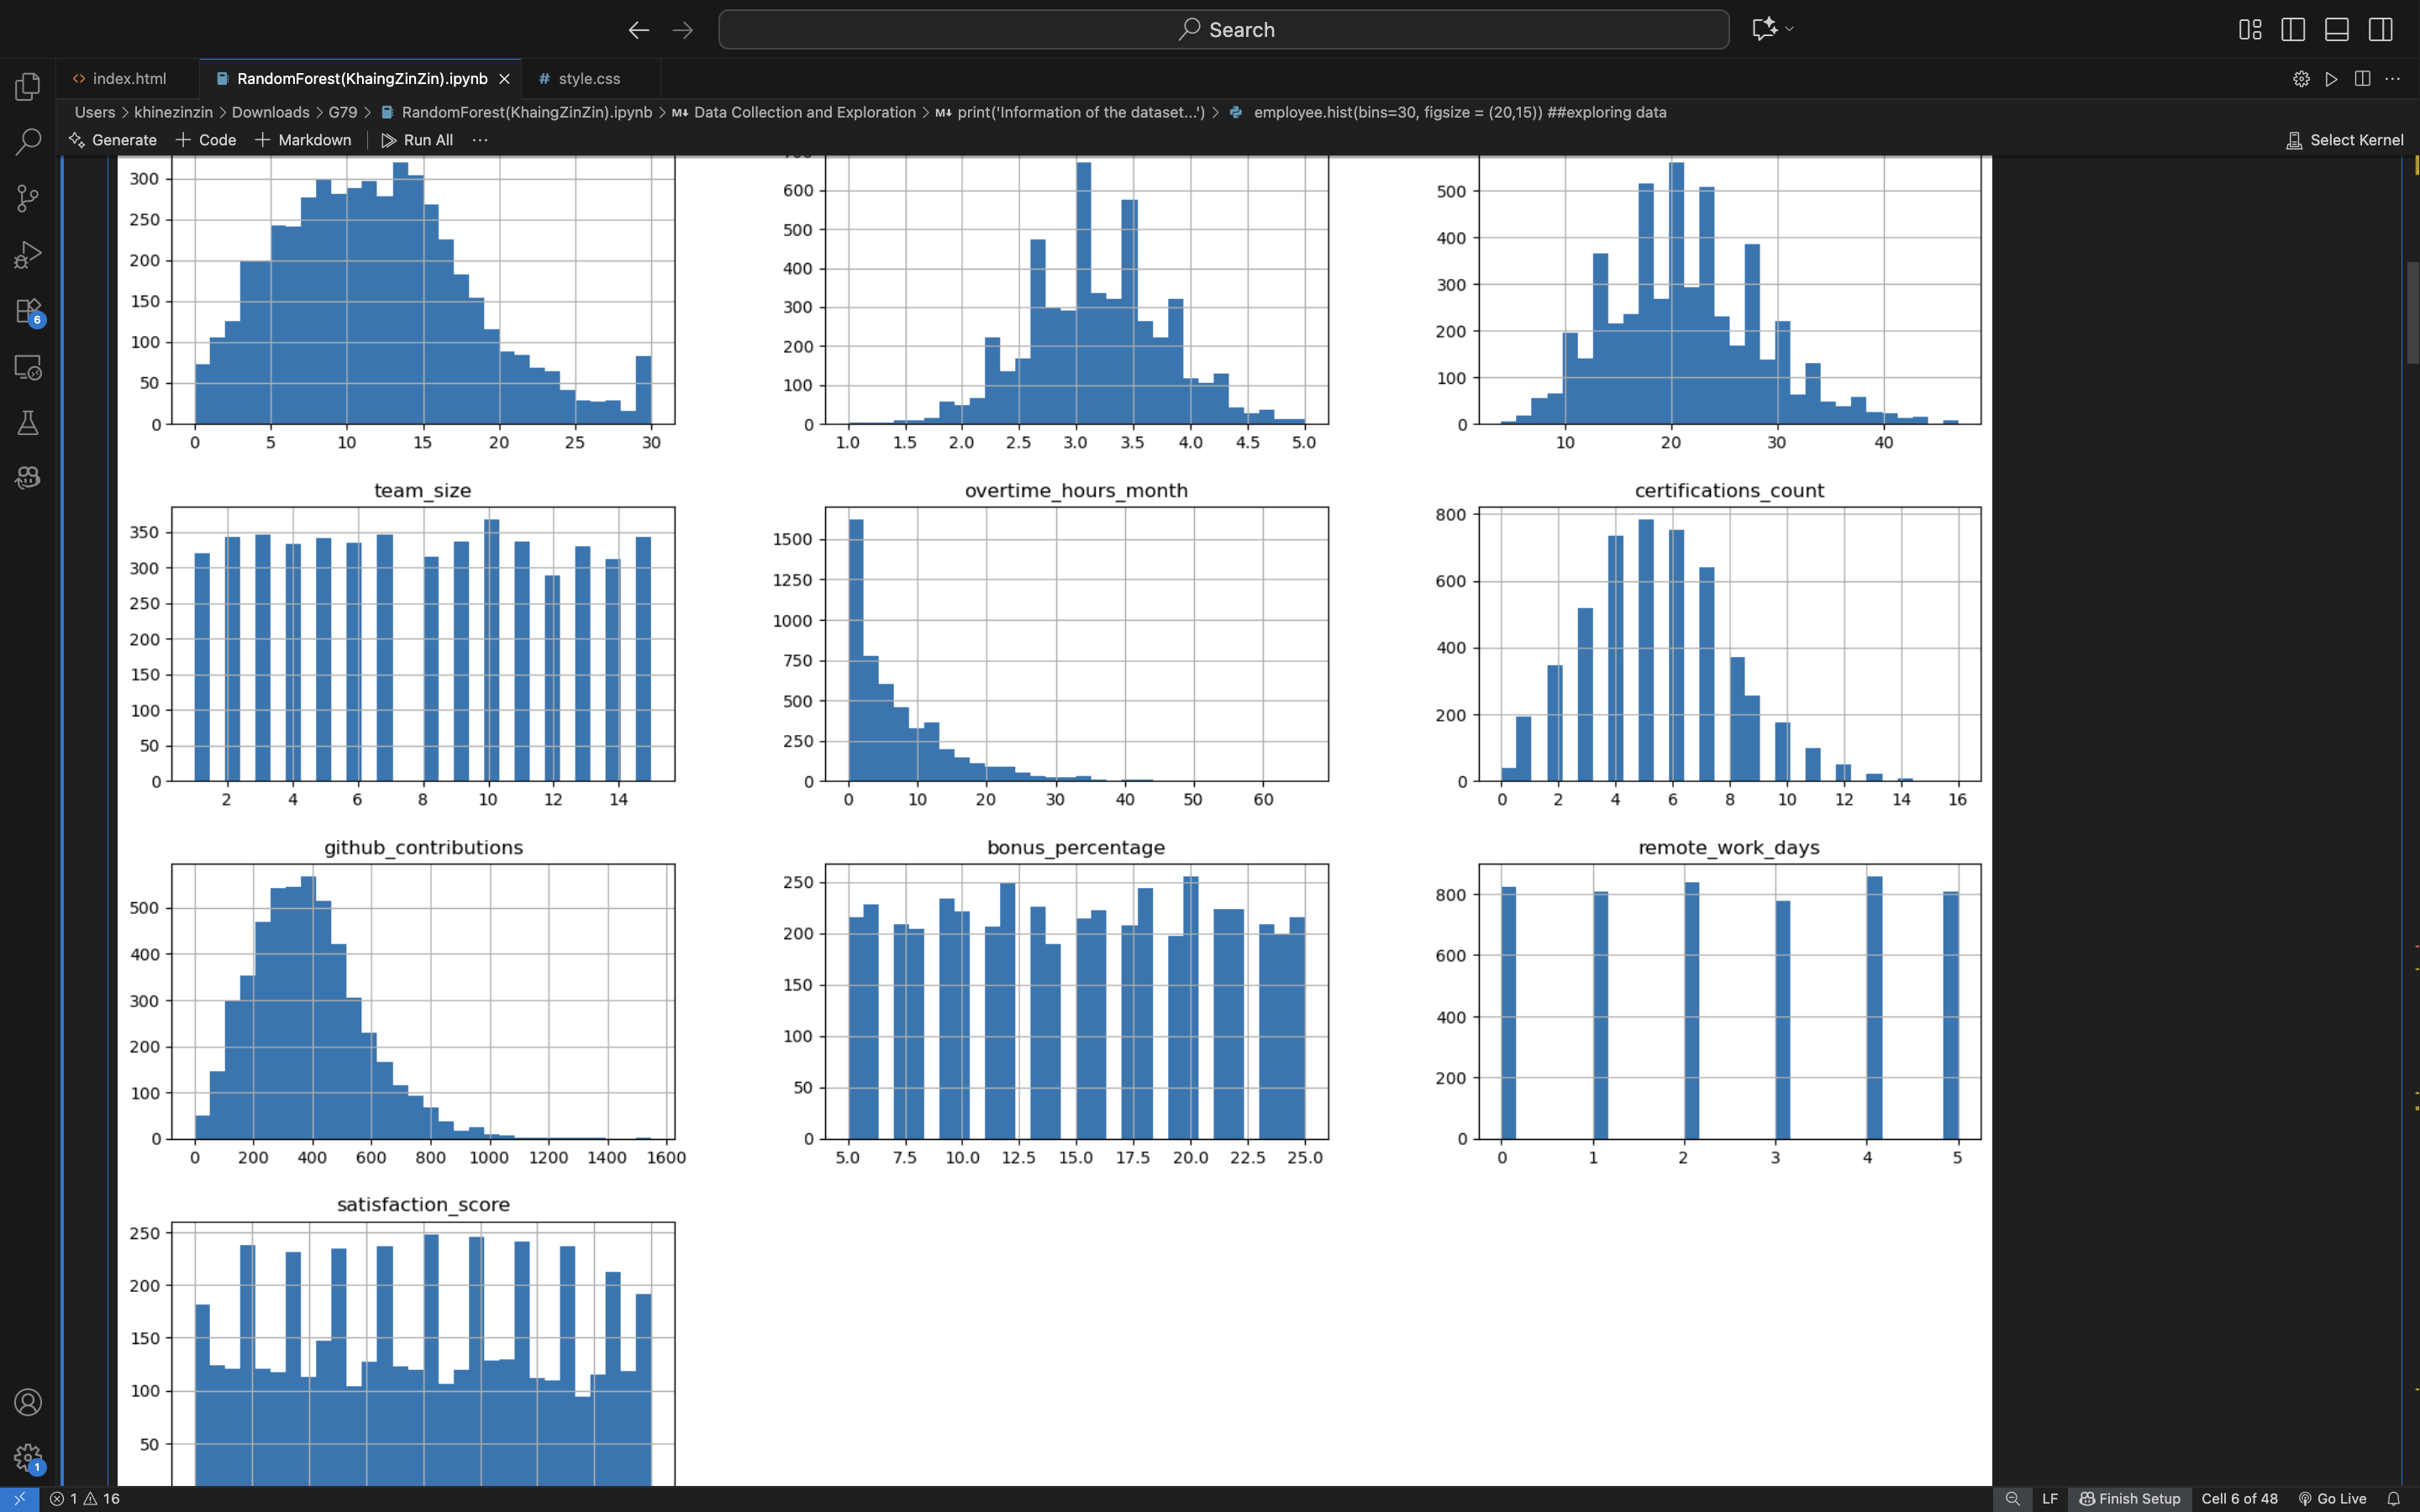 Search
index.html
RandomForest(KhaingZinZin).ipynb
style.css
Users > khinezinzin > Downloads > G79 > RandomForest(KhaingZinZin).ipynb > M↓ Data Collection and Exploration > M↓ print('Information of the dataset...') > employee.hist(bins=30, figsize = (20,15)) ##exploring data
Generate + Code + Markdown | Run All ...
Select Kernel
300
250
200
150
100
50
0
0 5 10 15 20 25 30
600
500
400
300
200
100
0
1.0 1.5 2.0 2.5 3.0 3.5 4.0 4.5 5.0
500
400
300
200
100
0
10 20 30 40
team_size
350
300
250
200
150
100
50
0
2 4 6 8 10 12 14
overtime_hours_month
1500
1250
1000
750
500
250
0
0 10 20 30 40 50 60
certifications_count
800
600
400
200
0
0 2 4 6 8 10 12 14 16
github_contributions
500
400
300
200
100
0
0 200 400 600 800 1000 1200 1400 1600
bonus_percentage
250
200
150
100
50
0
5.0 7.5 10.0 12.5 15.0 17.5 20.0 22.5 25.0
remote_work_days
800
600
400
200
0
0 1 2 3 4 5
satisfaction_score
250
200
150
100
50
6
1
1 16
LF
Finish Setup
Cell 6 of 48
Go Live